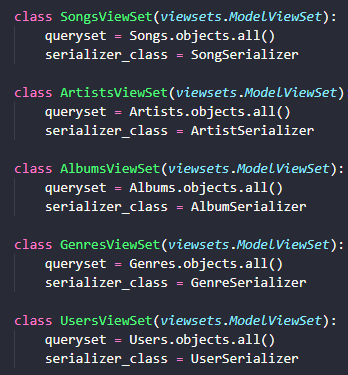 class SongsViewSet(viewsets.ModelViewSet):
    queryset = Songs.objects.all()
    serializer_class = SongSerializer
class ArtistsViewSet(viewsets.ModelViewSet)
    queryset = Artists.objects.all()
    serializer_class = ArtistSerializer
class AlbumsViewSet(viewsets.ModelViewSet):
    queryset = Albums.objects.all()
    serializer_class = AlbumSerializer
class GenresViewSet(viewsets.ModelViewSet):
    queryset = Genres.objects.all()
    serializer_class = GenreSerializer
class UsersViewSet(viewsets.ModelViewSet):
    queryset = Users.objects.all()
    serializer_class = UserSerializer